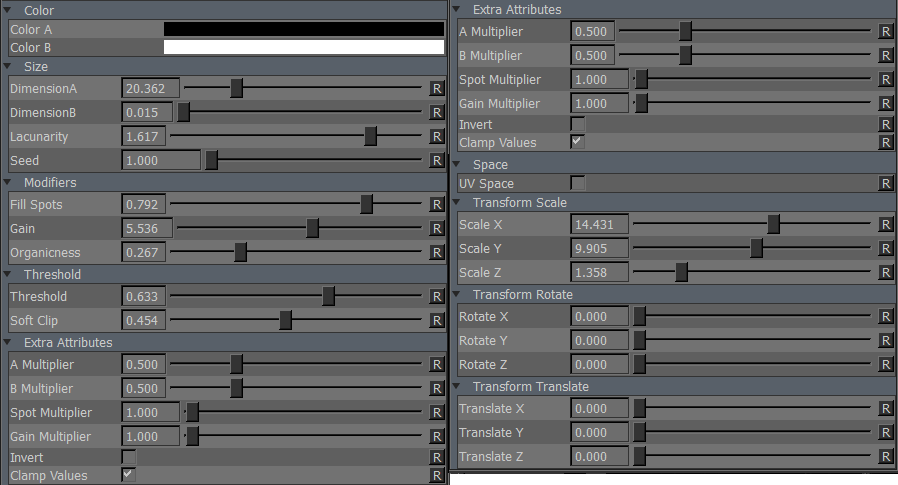 Color
Color A
Color B
Size
DimensionA 20.362 R
DimensionB 0.015 R
Lacunarity 1.617 R
Seed 1.000 R
Modifiers
Fill Spots 0.792 R
Gain 5.536 R
Organicness 0.267 R
Threshold
Threshold 0.633 R
Soft Clip 0.454 R
Extra Attributes
A Multiplier 0.500 R
B Multiplier 0.500 R
Spot Multiplier 1.000 R
Gain Multiplier 1.000 R
Invert R
Clamp Values R
Extra Attributes
A Multiplier 0.500 R
B Multiplier 0.500 R
Spot Multiplier 1.000 R
Gain Multiplier 1.000 R
Invert R
Clamp Values R
Space
UV Space R
Transform Scale
Scale X 14.431 R
Scale Y 9.905 R
Scale Z 1.358 R
Transform Rotate
Rotate X 0.000 R
Rotate Y 0.000 R
Rotate Z 0.000 R
Transform Translate
Translate X 0.000 R
Translate Y 0.000 R
Translate Z 0.000 R